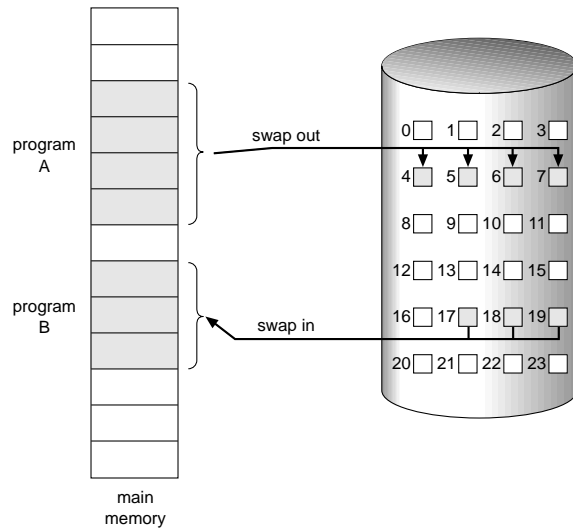 program
A
swap out
0 1 2 3
4 5 6 7
8 9 10 11
12 13 14 15
program
B
swap in
16 17 18 19
20 21 22 23
main
memory